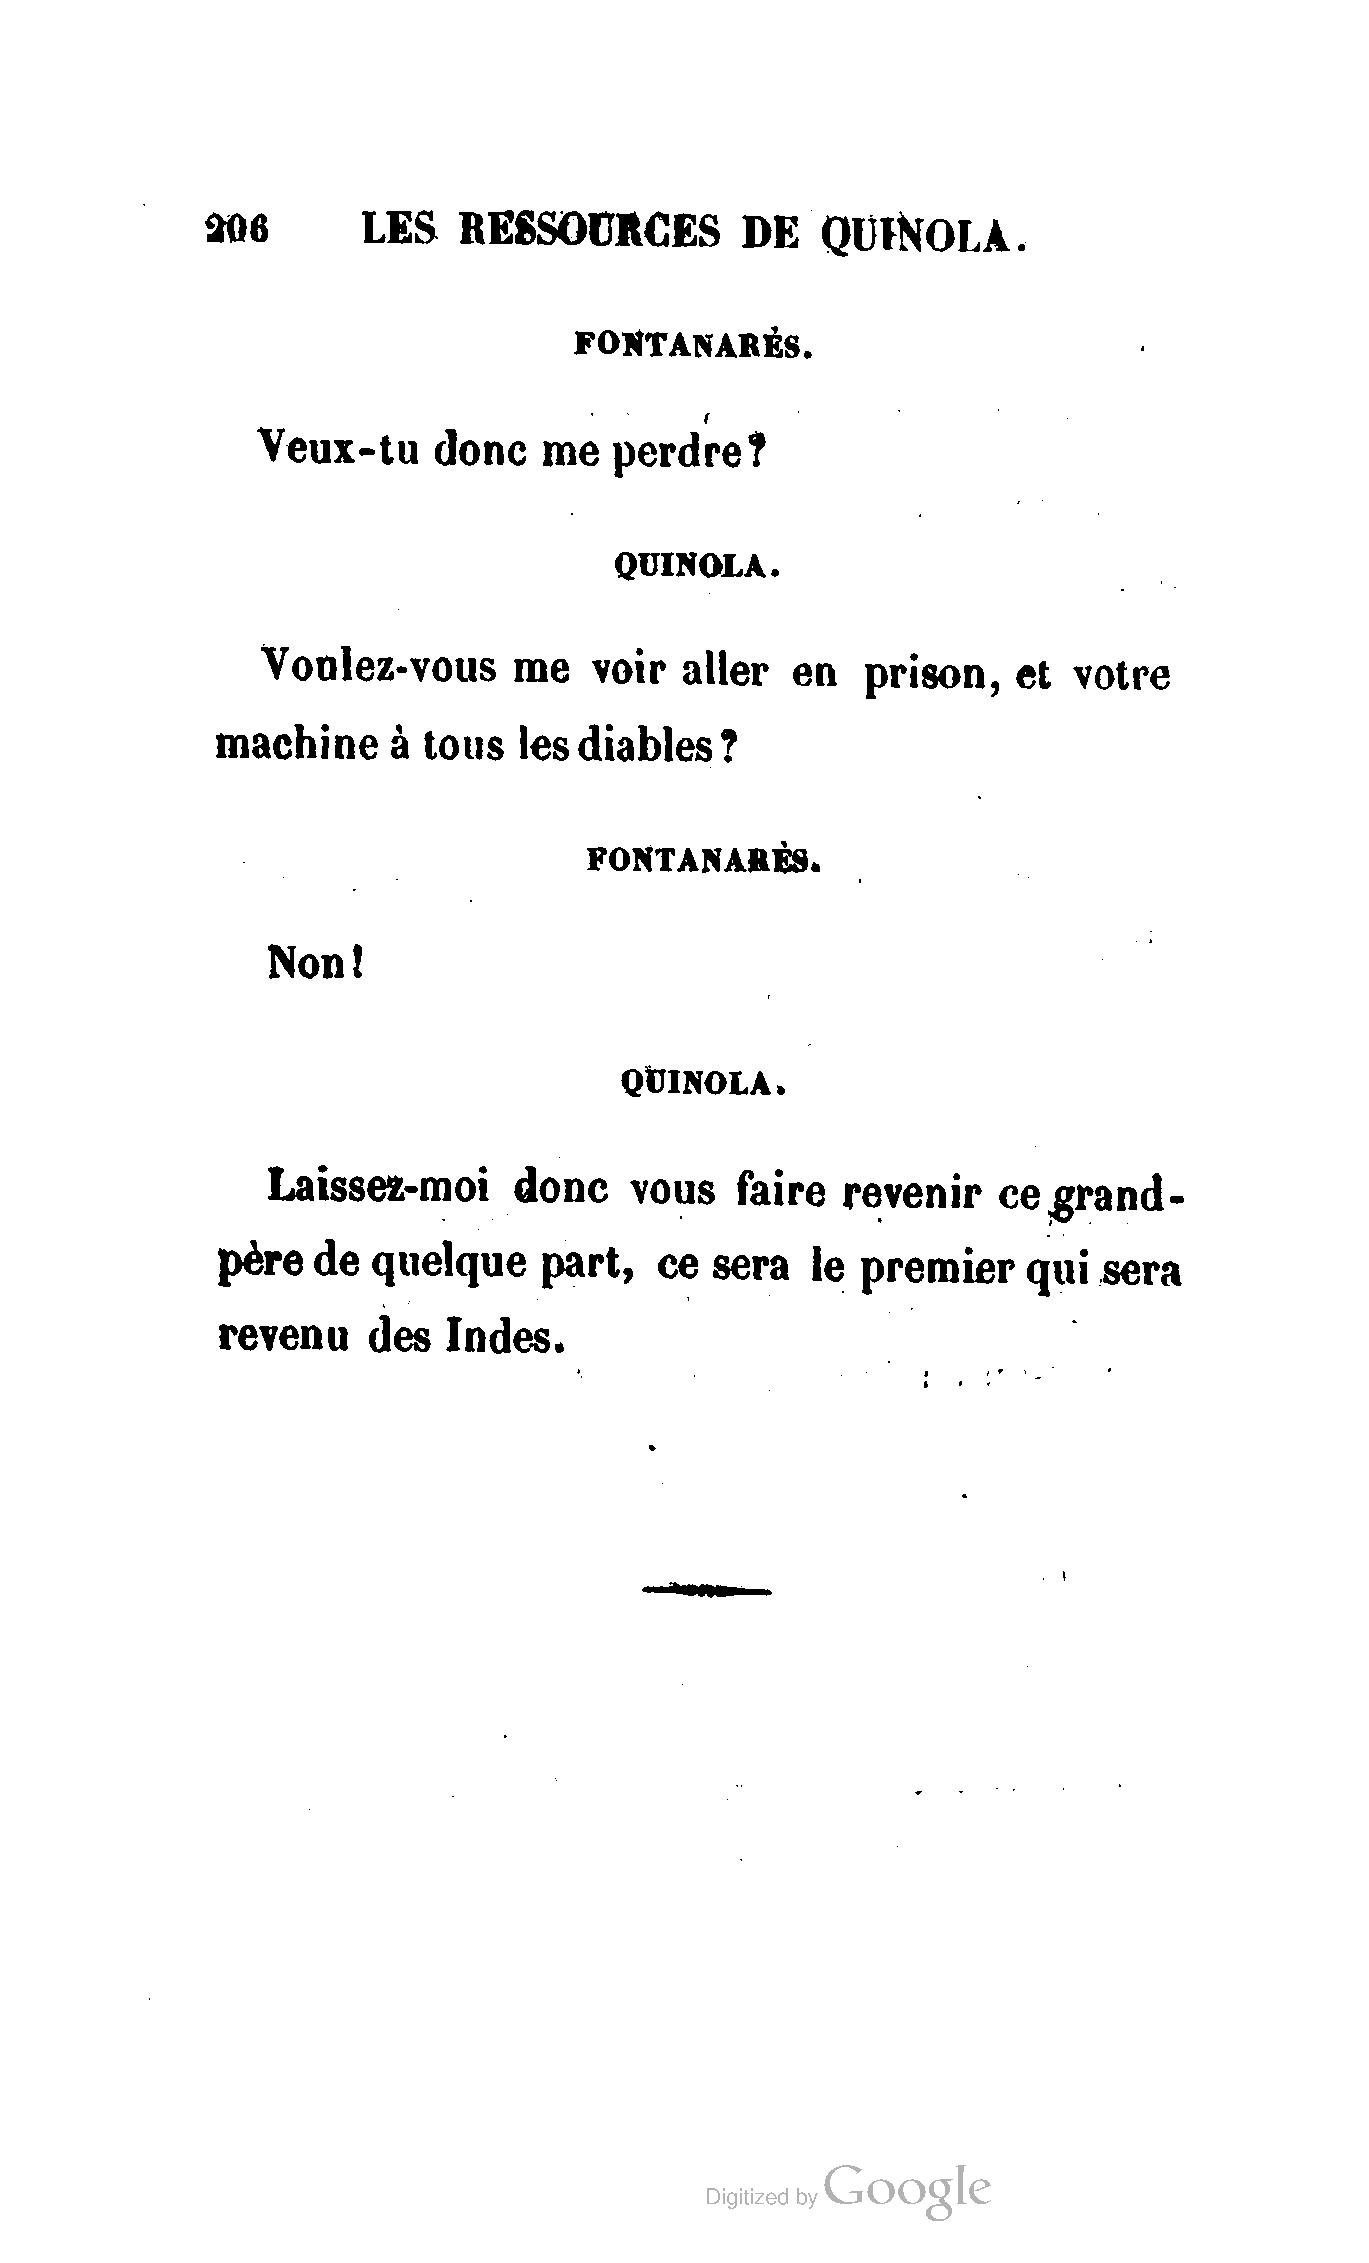 206 LES RESSOURCES DE QUINOLA.
FONTANARÈS.
Veux-tu donc me perdre?
QUINOLA.
Voulez-vous me voir aller en prison, et votre
machine à tous les diables?
FONTANARÈS.
Non!
QUINOLA.
Laissez-moi donc vous faire revenir ce grand-
père de quelque part, ce sera le premier qui sera
revenu des Indes.
Digitized by Google